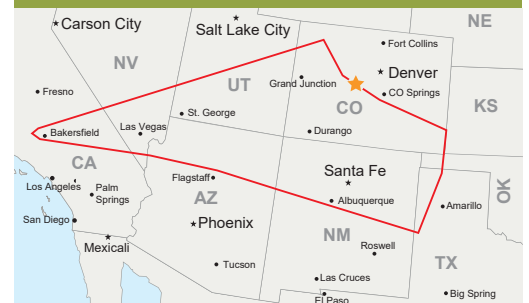 Carson City
Salt Lake City
NE
Fort Collins
NV
Denver
UT
Grand Junction
Fresno
CO Springs
CO
KS
St. George
Las Vegas
Bakersfield
Durango
CA
Santa Fe
Flagstaff
Los Angeles
Palm
Springs
AZ
OK
Albuquerque
Amarillo
San Diego
Phoenix
NM
Mexicali
Roswell
TX
Tucson
Las Cruces
Big Spring
El Paso